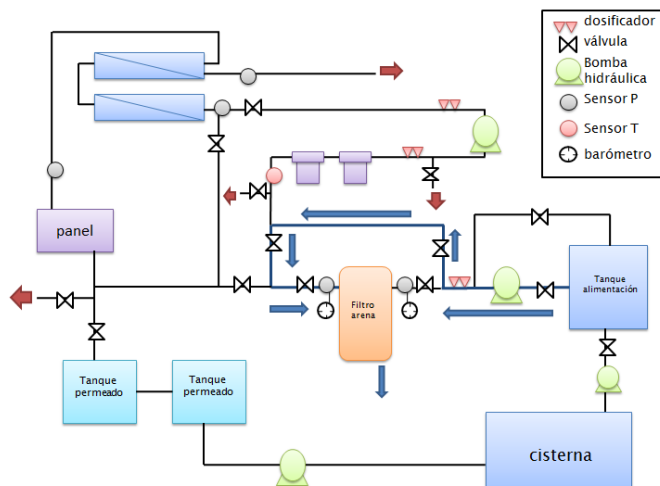 dosificador
válvula
Bomba
hidráulica
Sensor P
Sensor T
barómetro
panel
Filtro
arena
Tanque
alimentación
Tanque
permeado
Tanque
permeado
cisterna